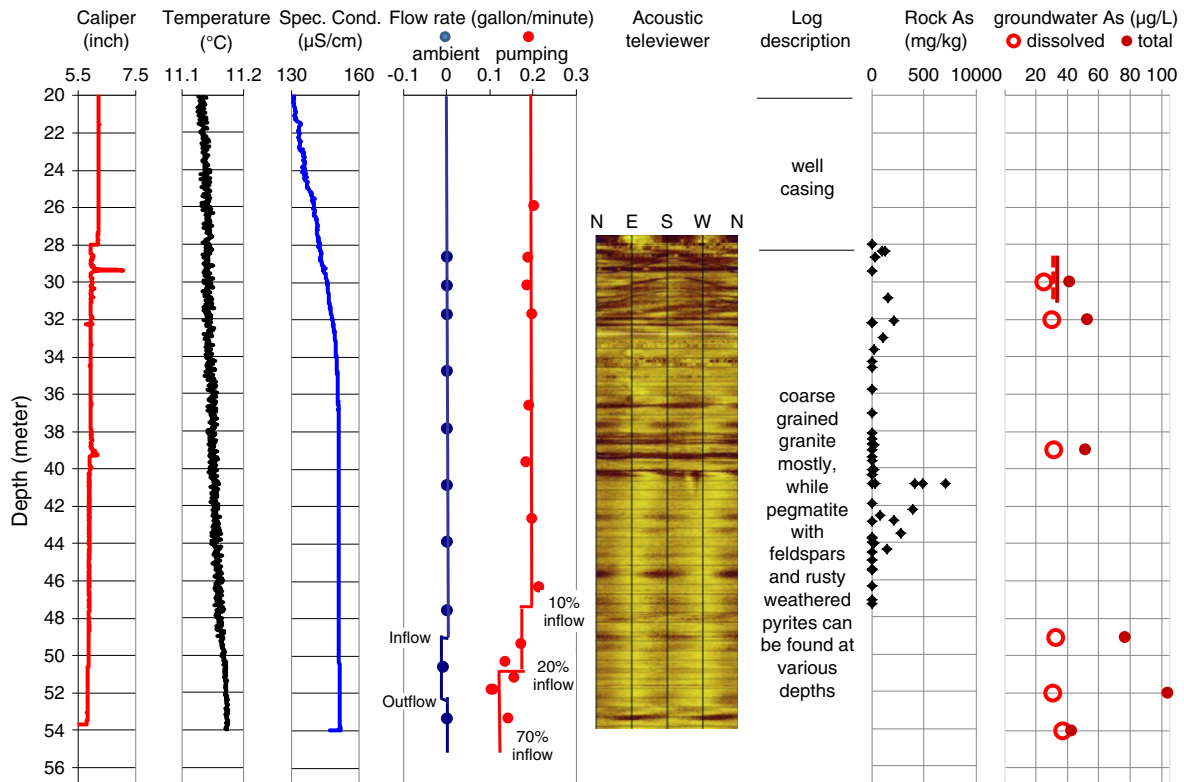 Caliper
(inch)
Temperature
(°C)
Spec. Cond.
(µS/cm)
Flow rate (gallon/minute)
ambient
pumping
Acoustic
televiewer
Log
description
Rock As
(mg/kg)
groundwater As (µg/L)
dissolved
total
5.5 7.5
11.1 11.2
130 160
-0.1 0 0.1 0.2 0.3
0 500 1000
0 20 40 60 80 100
Depth (meter)
20
22
24
26
28
30
32
34
36
38
40
42
44
46
48
50
52
54
56
Inflow
Outflow
10%
inflow
20%
inflow
70%
inflow
N E S W N
well
casing
coarse
grained
granite
mostly,
while
pegmatite
with
feldspars
and rusty
weathered
pyrites can
be found at
various
depths